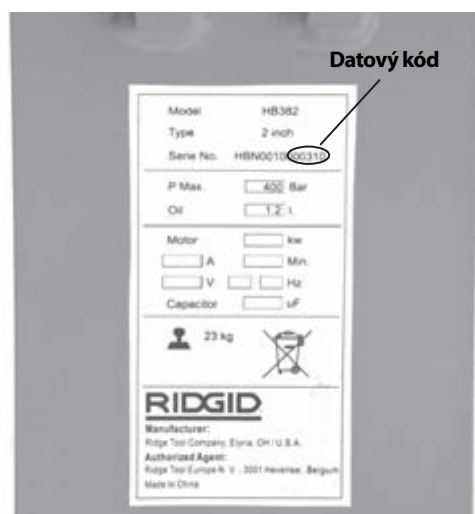 Datový kód
Model HB382
Type 2 inch
Serie No. HBN0010000310
P Max. 400 Bar
Oil 1.2 l.
Motor kw
A Min.
V Hz
Capacitor uF
23 kg
RIDGID
Manufacturer:
Ridge Tool Company, Elyria, OH / U.S.A.
Authorized Agent:
Ridge Tool Europe N. V., 3001 Heverlee, Belgium
Made in China